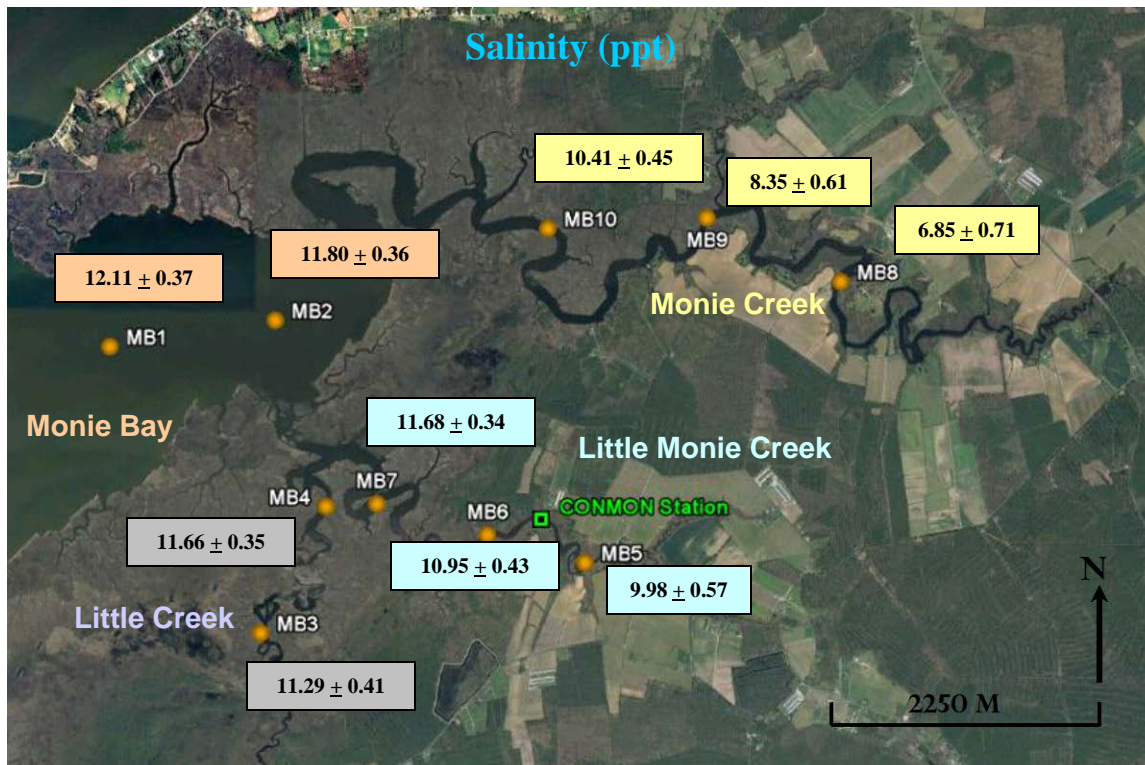 Salinity (ppt)
10.41 ± 0.45
8.35 ± 0.61
6.85 ± 0.71
MB10
MB9
MB8
11.80 ± 0.36
12.11 ± 0.37
Monie Creek
MB2
MB1
Monie Bay
11.68 ± 0.34
Little Monie Creek
MB7
MB4
MB6
CONMON Station
11.66 ± 0.35
MB5
10.95 ± 0.43
9.98 ± 0.57
N
Little Creek
MB3
11.29 ± 0.41
2250 M